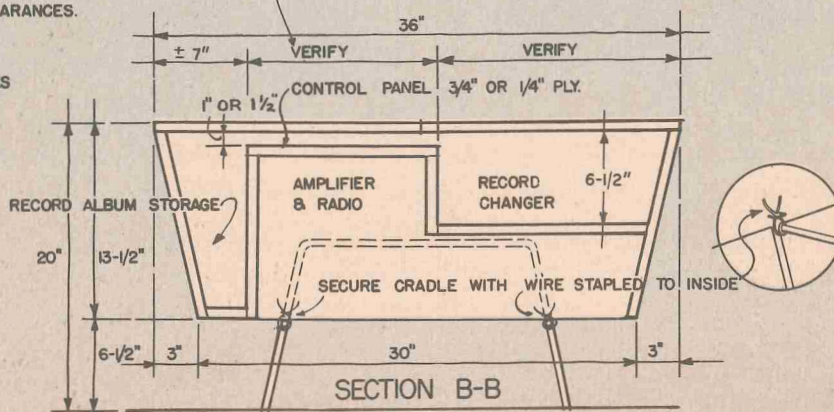 ARANCES.
S
36"
± 7"
VERIFY
VERIFY
CONTROL PANEL 3/4" OR 1/4" PLY.
1" OR 1 1/2"
AMPLIFIER
& RADIO
RECORD
CHANGER
6-1/2"
RECORD ALBUM STORAGE
20"
13-1/2"
SECURE CRADLE WITH WIRE STAPLED TO INSIDE
6-1/2"
3"
30"
3"
SECTION B-B